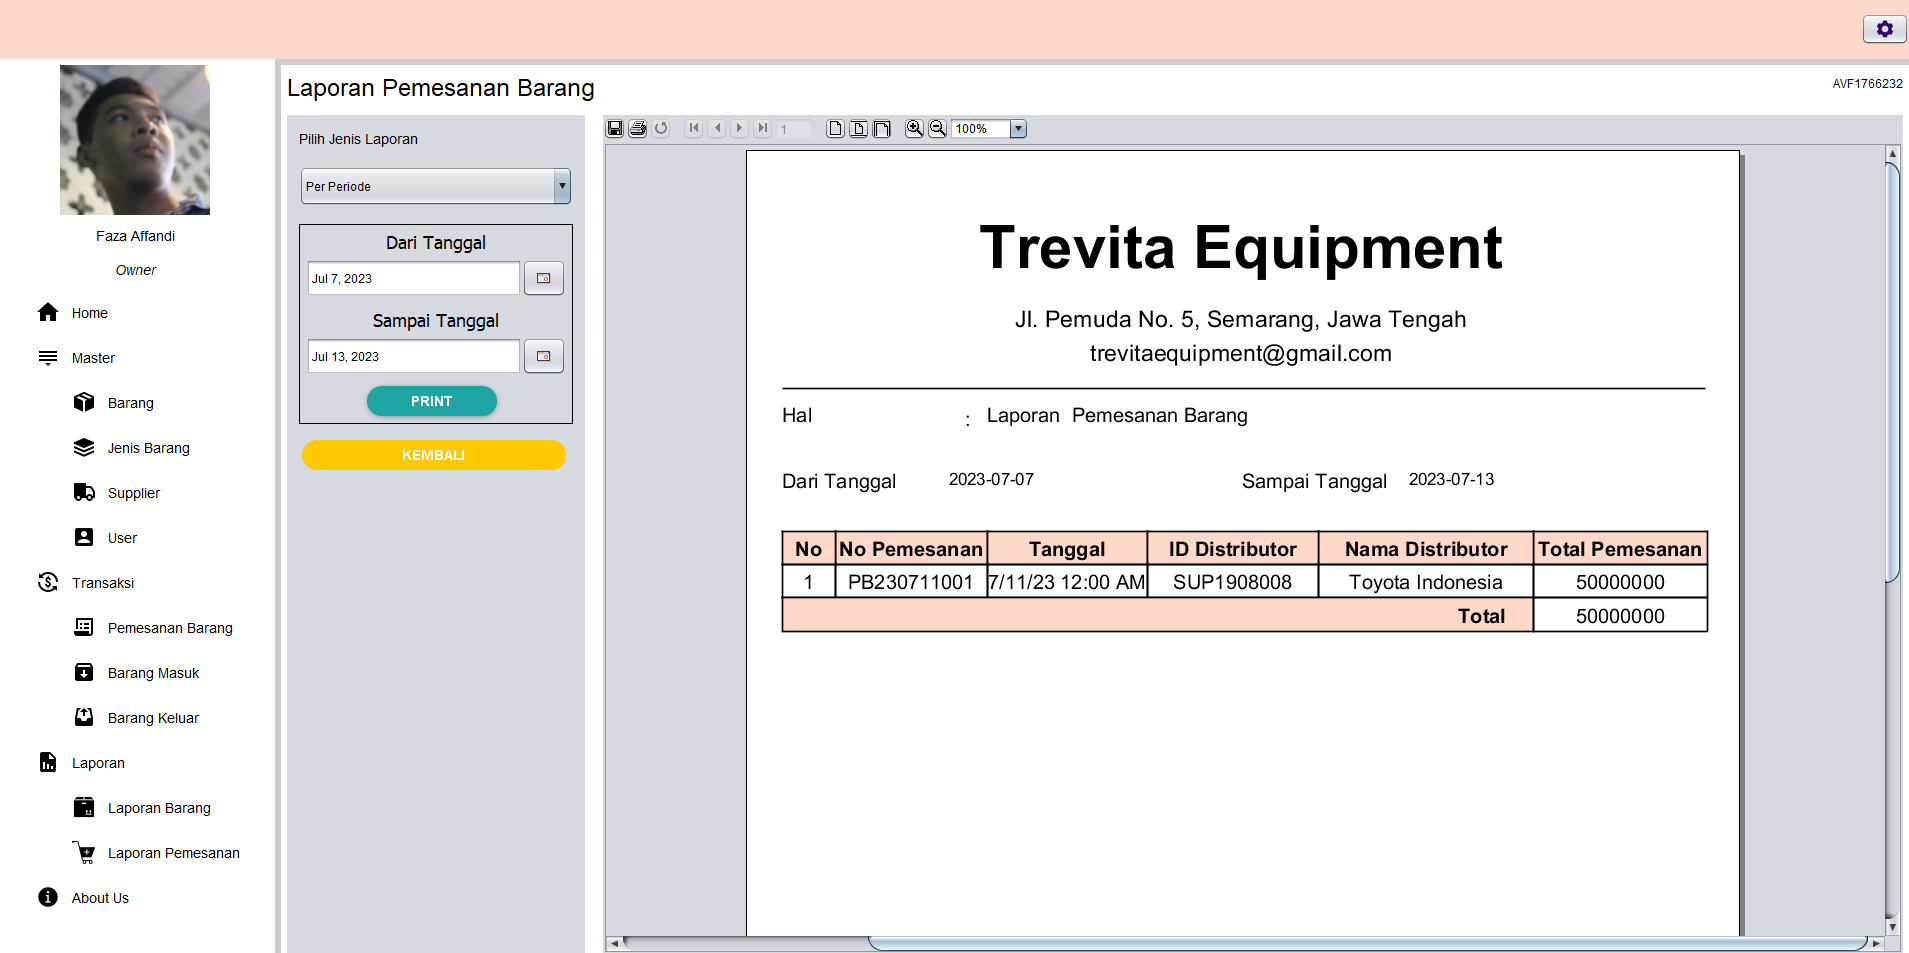 Laporan Pemesanan Barang
AVF1766232
Faza Affandi
Owner
Home
Master
Barang
Jenis Barang
Supplier
User
Transaksi
Pemesanan Barang
Barang Masuk
Barang Keluar
Laporan
Laporan Barang
Laporan Pemesanan
About Us
Pilih Jenis Laporan
Per Periode
Dari Tanggal
Jul 7, 2023
Sampai Tanggal
Jul 13, 2023
PRINT
KEMBALI
1
100%
Trevita Equipment
Jl. Pemuda No. 5, Semarang, Jawa Tengah
trevitaequipment@gmail.com
Hal : Laporan Pemesanan Barang
Dari Tanggal 2023-07-07 Sampai Tanggal 2023-07-13
No No Pemesanan Tanggal ID Distributor Nama Distributor Total Pemesanan
1 PB230711001 7/11/23 12:00 AM SUP1908008 Toyota Indonesia 50000000
Total 50000000